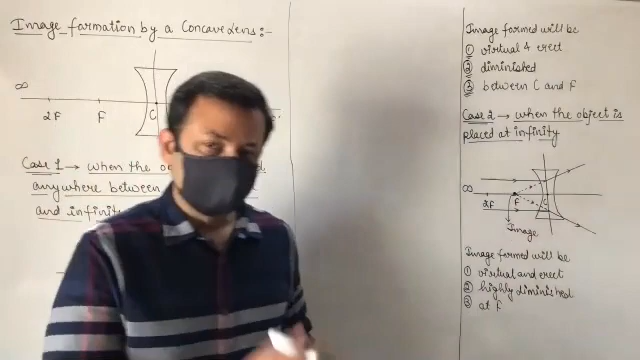 Image formation by a Concave Lens:-
∞
2F
F
C
Case 1 → when the
anywhere between
and infinity
Image formed will be
① virtual & erect
② diminished
③ between C and F
Case 2 → when the object is
placed at infinity
∞
2F
F
C
Image
Image formed will be
① virtual and erect
② highly diminished
③ at F